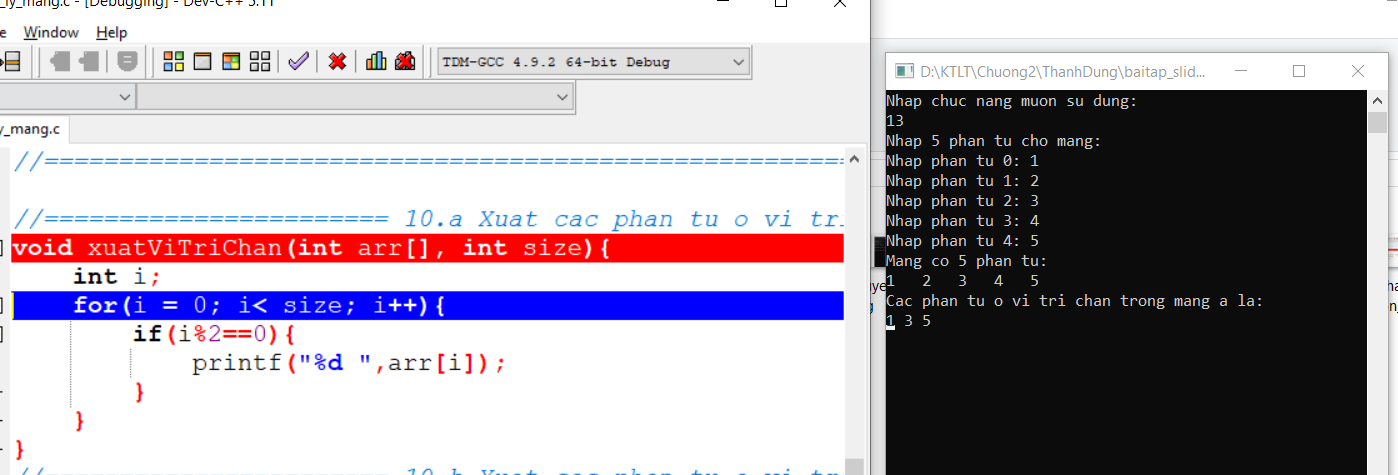 _ly_mang.c - [Debugging] - Dev-C++ 5.11
Window Help
TDM-GCC 4.9.2 64-bit Debug
y_mang.c
//=======================================================
//======================= 10.a Xuat cac phan tu o vi tri
void xuatViTriChan(int arr[], int size){
int i;
for(i = 0; i< size; i++){
if(i%2==0){
printf("%d ",arr[i]);
}
}
}
//======================= 10.b Xuat cac phan tu o vi tri
D:\KTLT\Chuong2\ThanhDung\baitap_slid...
Nhap chuc nang muon su dung:
13
Nhap 5 phan tu cho mang:
Nhap phan tu 0: 1
Nhap phan tu 1: 2
Nhap phan tu 2: 3
Nhap phan tu 3: 4
Nhap phan tu 4: 5
Mang co 5 phan tu:
1 2 3 4 5
Cac phan tu o vi tri chan trong mang a la:
1 3 5